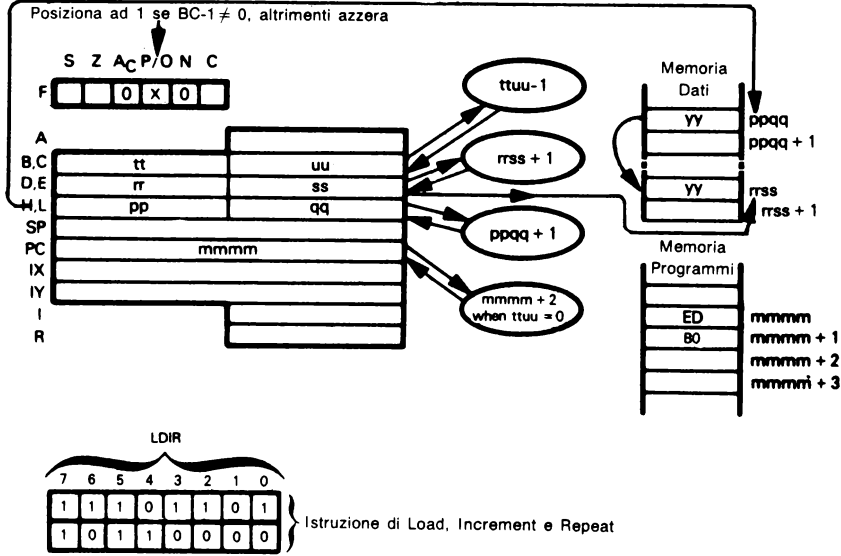 Posiziona ad 1 se BC-1 ≠ 0, altrimenti azzera
S Z AC P/O N C
F 0 X 0
A
B,C tt uu
D,E rr ss
H,L pp qq
SP
PC mmmm
IX
IY
I
R
ttuu-1
rrss + 1
ppqq + 1
mmmm + 2
when ttuu = 0
Memoria
Dati
yy ppqq
ppqq + 1
yy rrss
rrss + 1
Memoria
Programmi
ED mmmm
B0 mmmm + 1
mmmm + 2
mmmm + 3
LDIR
7 6 5 4 3 2 1 0
1 1 1 0 1 1 0 1
1 0 1 1 0 0 0 0
Istruzione di Load, Increment e Repeat